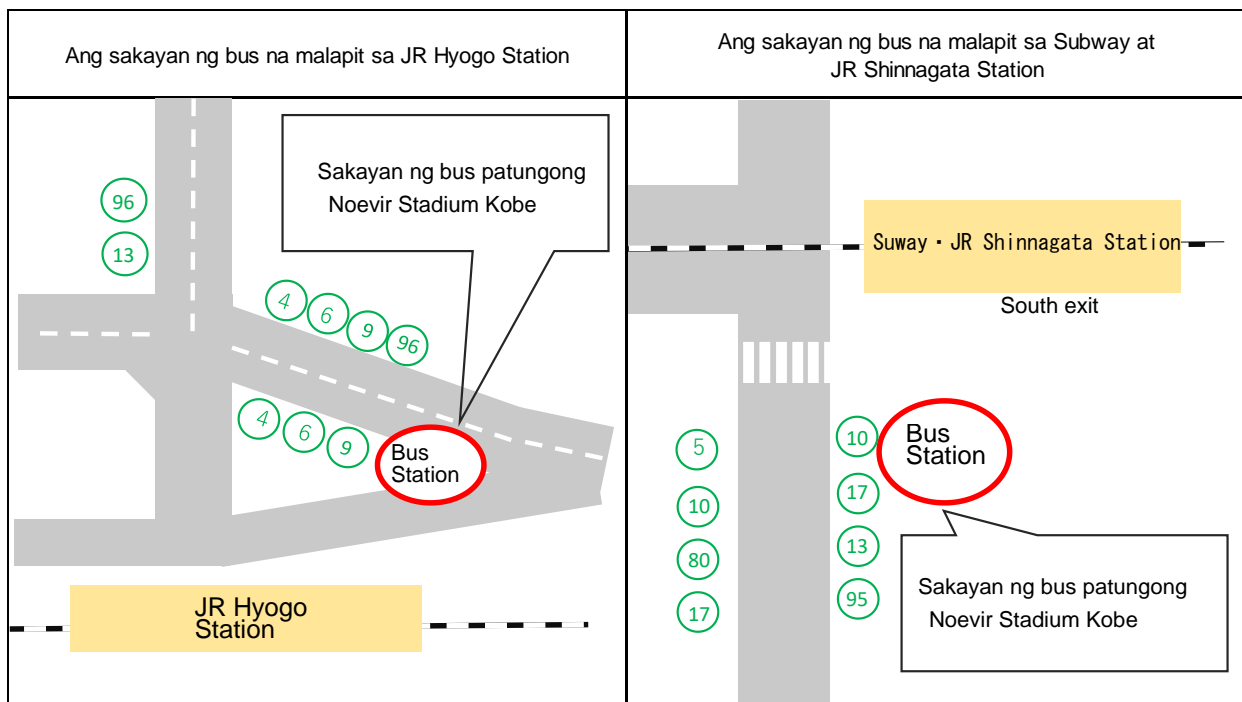 Ang sakayan ng bus na malapit sa JR Hyogo Station
96
13
Sakayan ng bus patungong
Noevir Stadium Kobe
4 6 9 96
4 6 9
Bus
Station
JR Hyogo
Station
Ang sakayan ng bus na malapit sa Subway at
JR Shinnagata Station
Suway・JR Shinnagata Station
South exit
5
10
80
17
10
17
13
95
Bus
Station
Sakayan ng bus patungong
Noevir Stadium Kobe